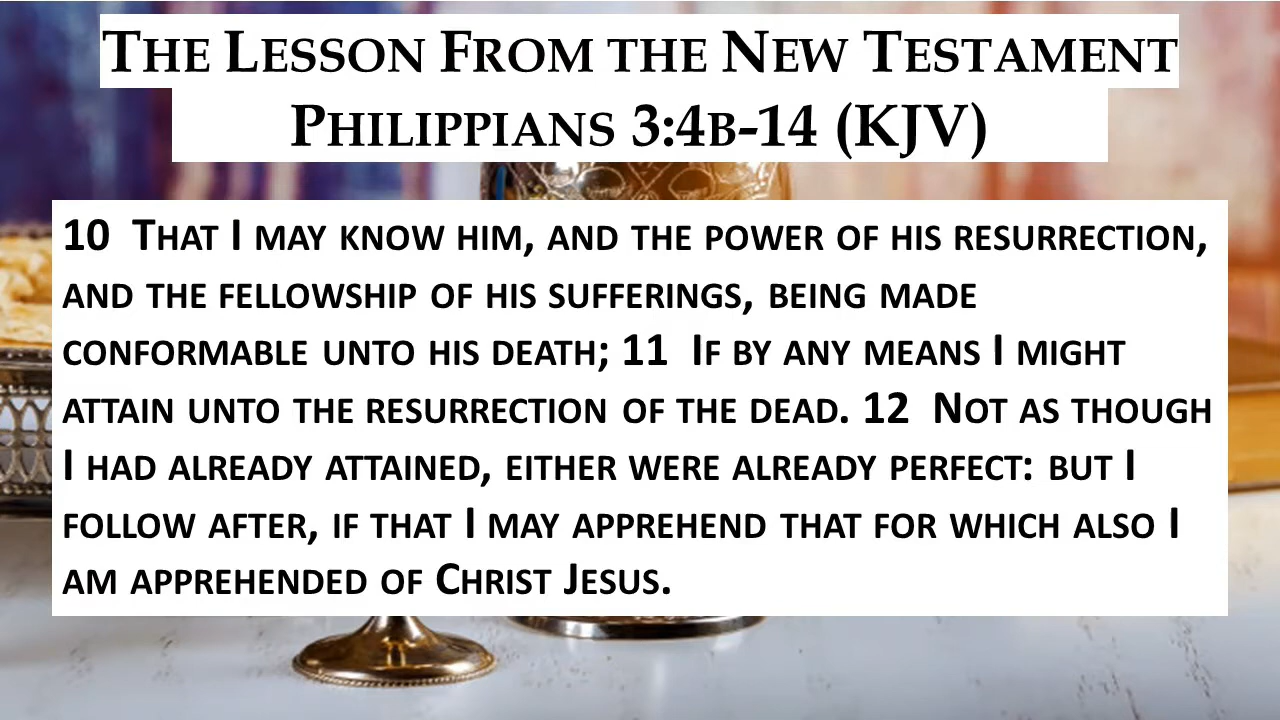 The Lesson From the New Testament
Philippians 3:4b-14 (KJV)
10 That I may know him, and the power of his resurrection,
and the fellowship of his sufferings, being made
conformable unto his death; 11 If by any means I might
attain unto the resurrection of the dead. 12 Not as though
I had already attained, either were already perfect: but I
follow after, if that I may apprehend that for which also I
am apprehended of Christ Jesus.